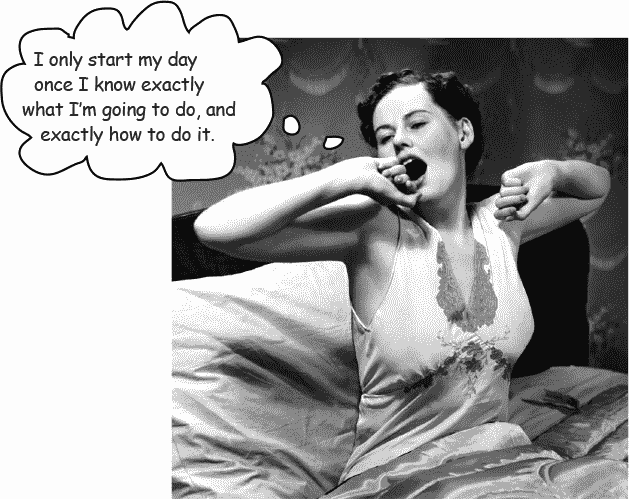 I only start my day
once I know exactly
what I'm going to do, and
exactly how to do it.